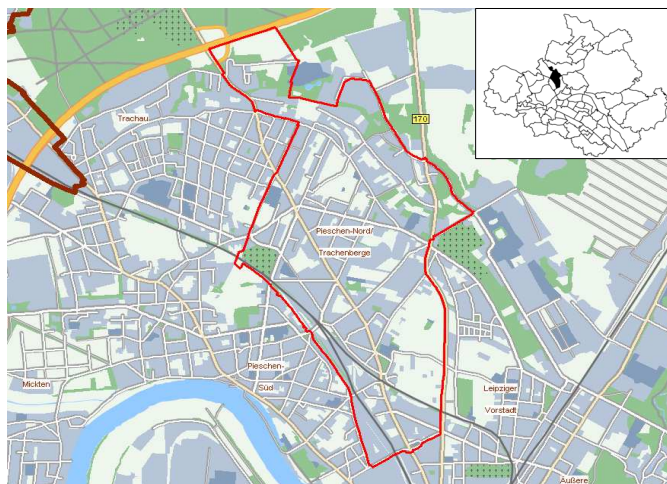 Trachau
170
Pieschen-Nord/
Trachenberge
Pieschen-
Süd
Mickten
Leipziger
Vorstadt
Äußere